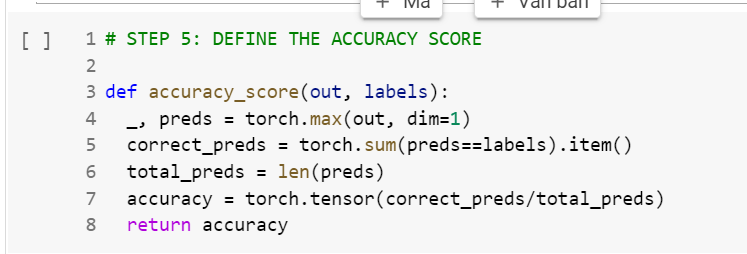 + Mã + Văn bản
[ ] 1 # STEP 5: DEFINE THE ACCURACY SCORE
2
3 def accuracy_score(out, labels):
4   _, preds = torch.max(out, dim=1)
5   correct_preds = torch.sum(preds==labels).item()
6   total_preds = len(preds)
7   accuracy = torch.tensor(correct_preds/total_preds)
8   return accuracy